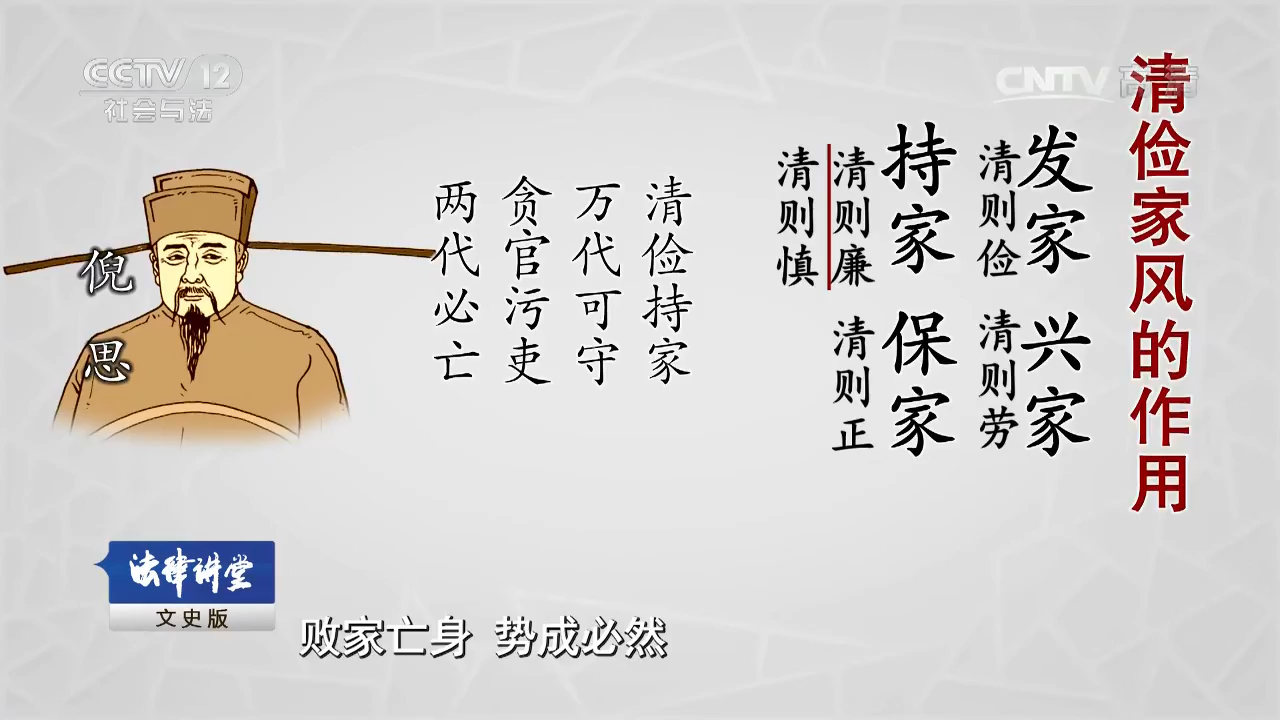 CCTV 12
社会与法
CNTV 高清
清俭家风的作用
发家 兴家
清则俭 清则劳
持家 保家
清则廉 清则正
清则慎
清俭持家
万代可守
贪官污吏
两代必亡
倪思
法律讲堂
文史版
败家亡身 势成必然